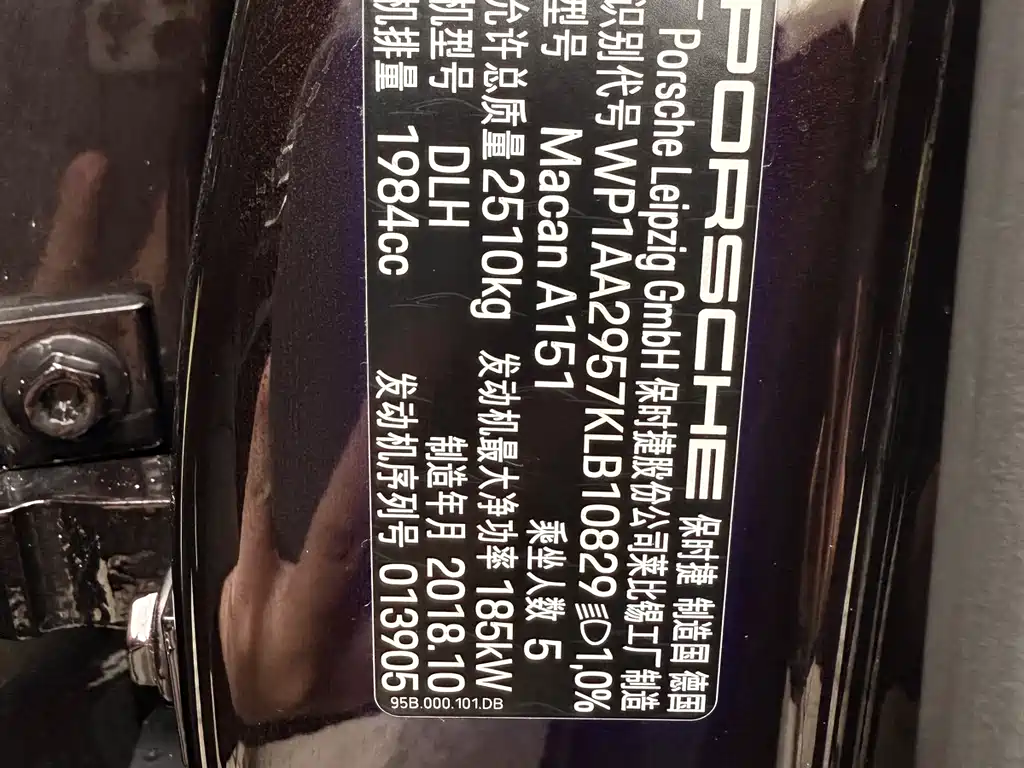 PORSCHE 保时捷 制造国 德国
Porsche Leipzig GmbH 保时捷股份公司莱比锡工厂制造
识别代号 WP1AA2957KLB10829 1,0%
型号 Macan A151 乘坐人数 5
允许总质量 2510kg 发动机最大净功率 185kW
机型号 DLH 制造年月 2018.10
机排量 1984cc 发动机序列号 013905
95B.000.101.DB